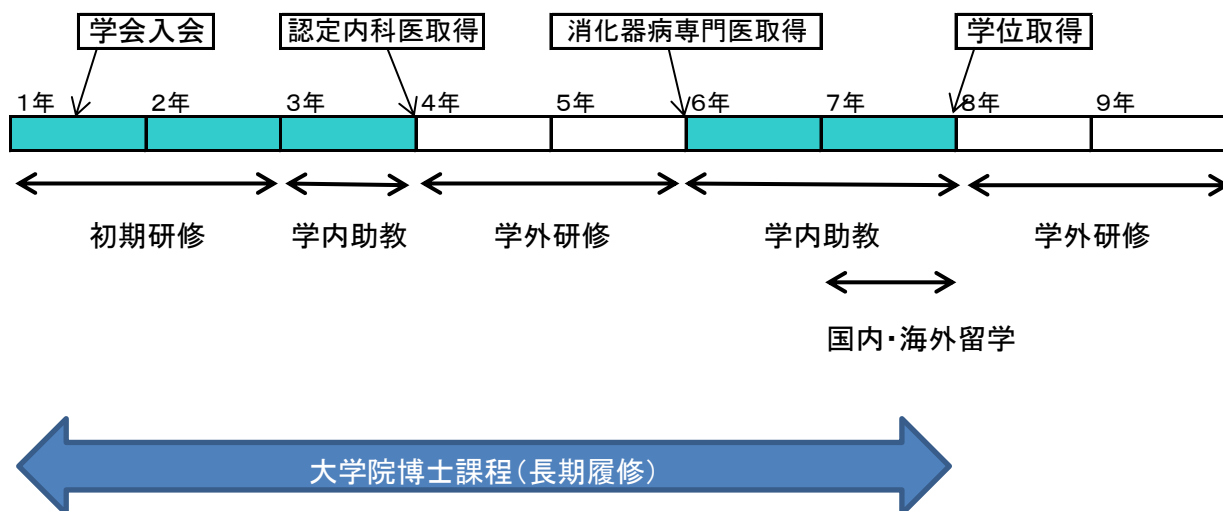 学会入会
認定内科医取得
消化器病専門医取得
学位取得
1年
2年
3年
4年
5年
6年
7年
8年
9年
初期研修
学内助教
学外研修
学内助教
学外研修
国内・海外留学
大学院博士課程(長期履修)